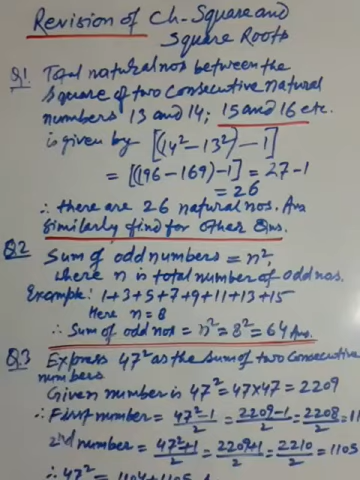 Revision of Ch-Square and
Square Roots
Q1 Total natural nos between the
square of two consecutive natural
numbers 13 and 14; 15 and 16 etc.
is given by [(14²-13²)-1]
= [(196-169)-1] = 27-1
= 26
∴ there are 26 natural nos. Ans
Similarly find for other Qns.
Q2 Sum of odd numbers = n²,
where n is total number of odd nos.
Example: 1+3+5+7+9+11+13+15
Here n=8
∴ Sum of odd nos = n² = 8² = 64 Ans.
Q3 Express 47² as the sum of two consecutive
numbers
Given number is 47² = 47×47 = 2209
∴ First number = 47²-1/2 = 2209-1/2 = 2208/2 = 11
2nd number = 47²+1/2 = 2209+1/2 = 2210/2 = 1105
∴ 47² = 1104+1105